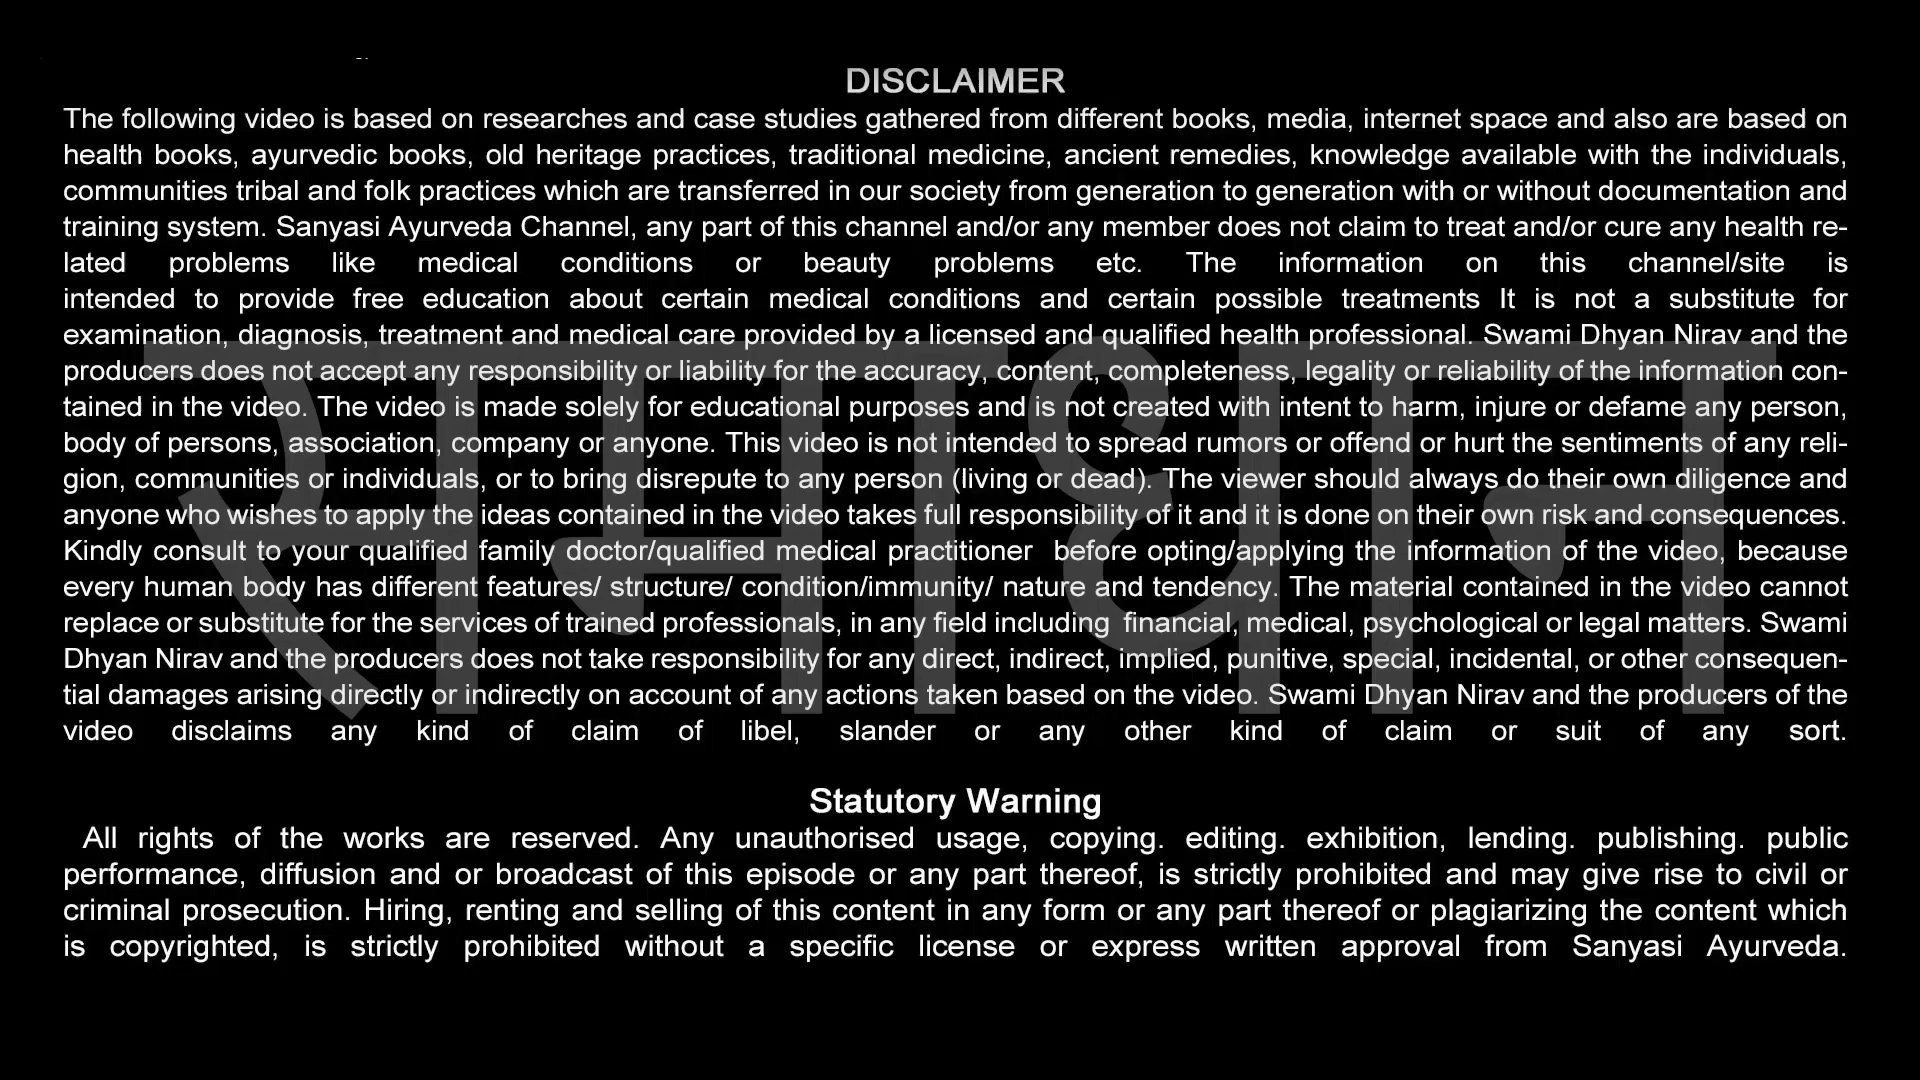 DISCLAIMER
The following video is based on researches and case studies gathered from different books, media, internet space and also are based on
health books, ayurvedic books, old heritage practices, traditional medicine, ancient remedies, knowledge available with the individuals,
communities tribal and folk practices which are transferred in our society from generation to generation with or without documentation and
training system. Sanyasi Ayurveda Channel, any part of this channel and/or any member does not claim to treat and/or cure any health re-
lated problems like medical conditions or beauty problems etc. The information on this channel/site is
intended to provide free education about certain medical conditions and certain possible treatments It is not a substitute for
examination, diagnosis, treatment and medical care provided by a licensed and qualified health professional. Swami Dhyan Nirav and the
producers does not accept any responsibility or liability for the accuracy, content, completeness, legality or reliability of the information con-
tained in the video. The video is made solely for educational purposes and is not created with intent to harm, injure or defame any person,
body of persons, association, company or anyone. This video is not intended to spread rumors or offend or hurt the sentiments of any reli-
gion, communities or individuals, or to bring disrepute to any person (living or dead). The viewer should always do their own diligence and
anyone who wishes to apply the ideas contained in the video takes full responsibility of it and it is done on their own risk and consequences.
Kindly consult to your qualified family doctor/qualified medical practitioner before opting/applying the information of the video, because
every human body has different features/ structure/ condition/immunity/ nature and tendency. The material contained in the video cannot
replace or substitute for the services of trained professionals, in any field including financial, medical, psychological or legal matters. Swami
Dhyan Nirav and the producers does not take responsibility for any direct, indirect, implied, punitive, special, incidental, or other consequen-
tial damages arising directly or indirectly on account of any actions taken based on the video. Swami Dhyan Nirav and the producers of the
video disclaims any kind of claim of libel, slander or any other kind of claim or suit of any sort.
समाधान
Statutory Warning
All rights of the works are reserved. Any unauthorised usage, copying. editing. exhibition, lending. publishing. public
performance, diffusion and or broadcast of this episode or any part thereof, is strictly prohibited and may give rise to civil or
criminal prosecution. Hiring, renting and selling of this content in any form or any part thereof or plagiarizing the content which
is copyrighted, is strictly prohibited without a specific license or express written approval from Sanyasi Ayurveda.